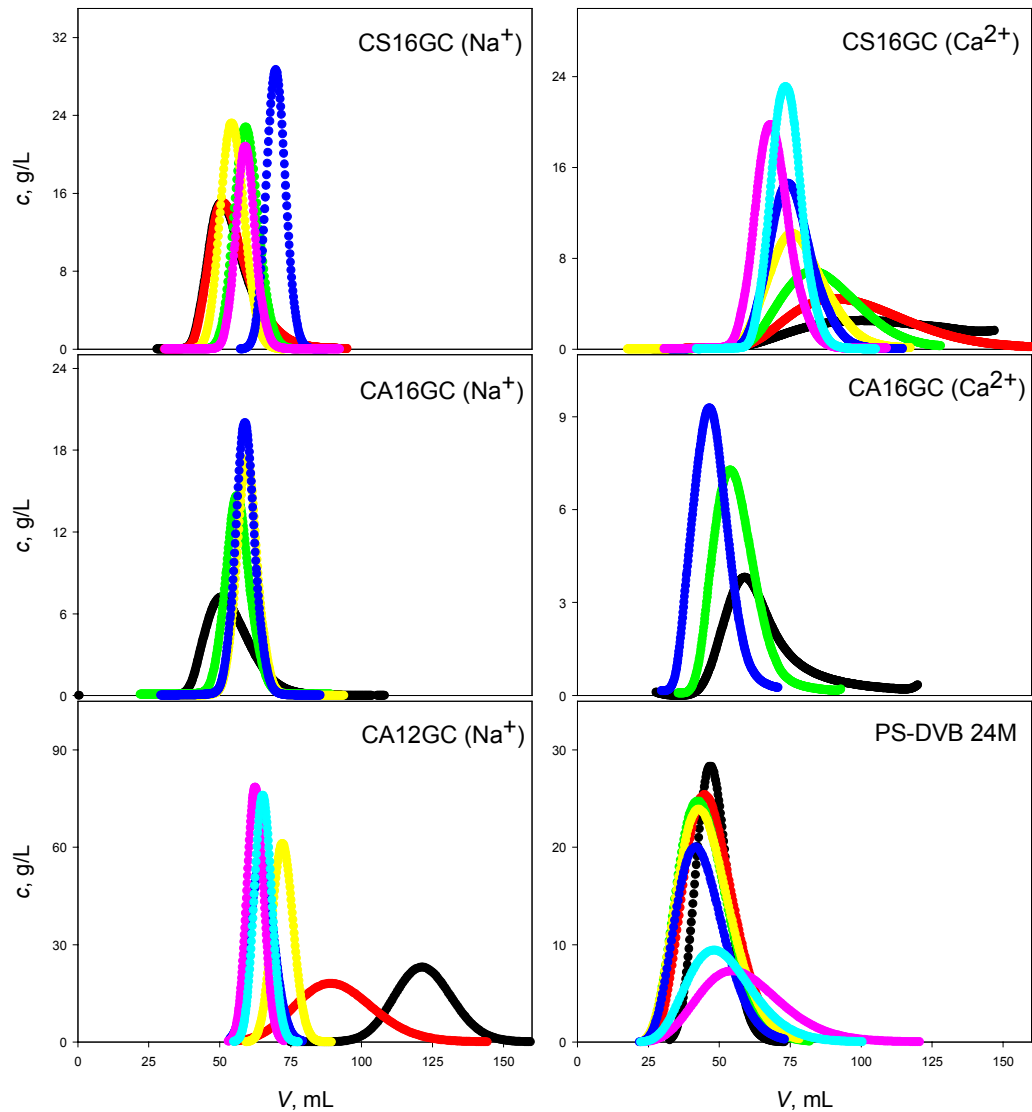 CS16GC (Na⁺)
c, g/L
32
24
16
8
0
CS16GC (Ca²⁺)
24
16
8
0
CA16GC (Na⁺)
c, g/L
24
18
12
6
0
CA16GC (Ca²⁺)
9
6
3
0
CA12GC (Na⁺)
c, g/L
90
60
30
0
0 25 50 75 100 125 150
V, mL
PS-DVB 24M
30
20
10
0
0 25 50 75 100 125 150
V, mL